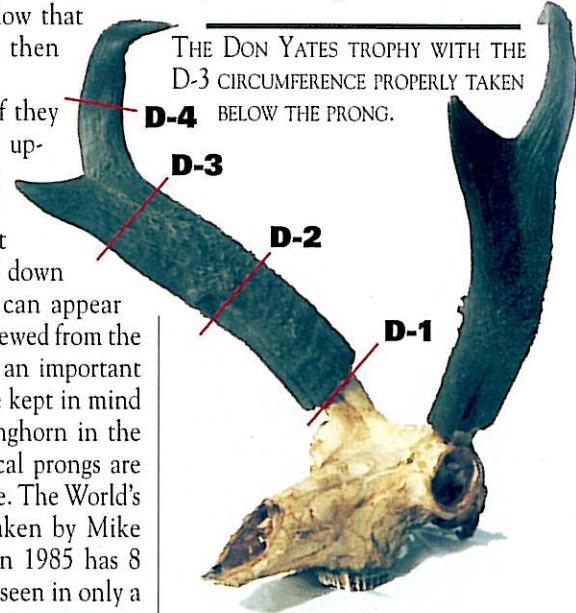 ow that
then
f they
up-
t
down
can appear
ewed from the
an important
e kept in mind
nghorn in the
cal prongs are
e. The World's
aken by Mike
n 1985 has 8
seen in only a
THE DON YATES TROPHY WITH THE
D-3 CIRCUMFERENCE PROPERLY TAKEN
BELOW THE PRONG.
D-4
D-3
D-2
D-1